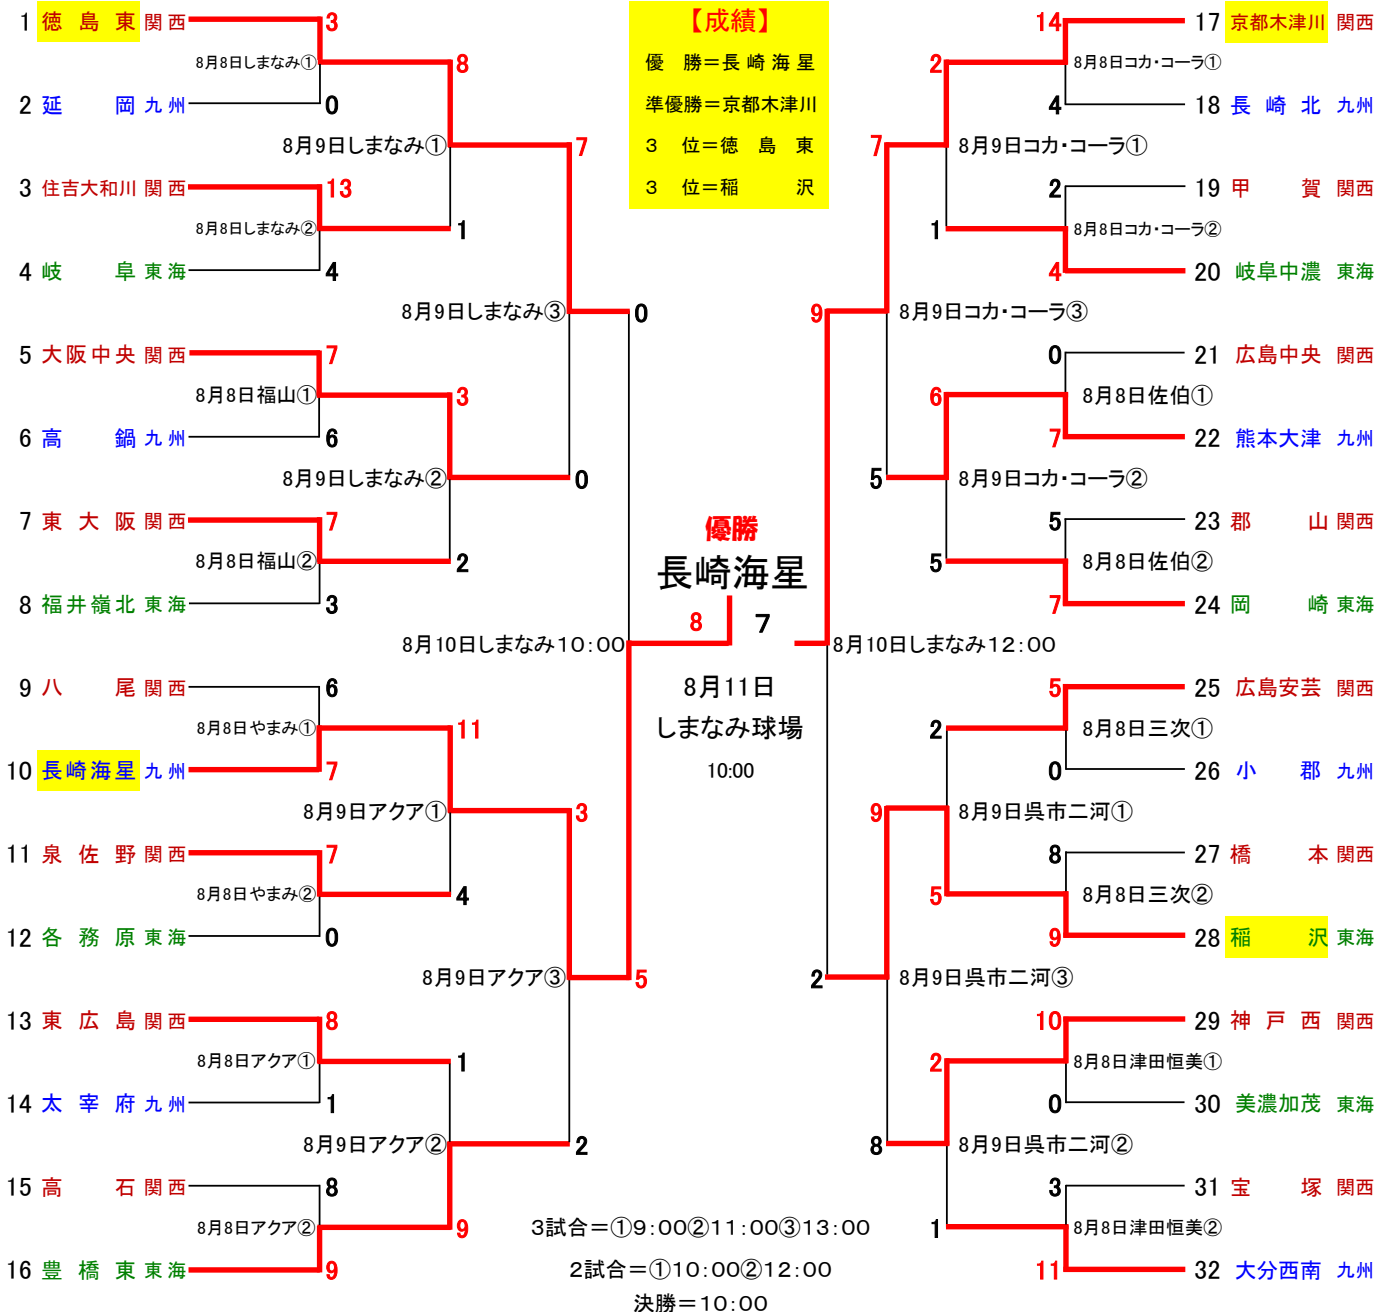 【成績】
優 勝＝長 崎 海 星
準優勝＝京都木津川
３ 位＝徳 島 東
３ 位＝稲 沢
1 徳 島 東 関 西 3
8月8日しまなみ① 8
2 延 岡 九 州 0
8月9日しまなみ① 7
3 住吉大和川 関 西 13
8月8日しまなみ② 1
4 岐 阜 東 海 4
8月9日しまなみ③ 0
5 大 阪 中 央 関 西 7
8月8日福山① 3
6 高 鍋 九 州 6
8月9日しまなみ② 0
7 東 大 阪 関 西 7
8月8日福山② 2
8 福 井 嶺 北 東 海 3
8月10日しまなみ１０：００
9 八 尾 関 西 6
8月8日やまみ① 11
10 長 崎 海 星 九 州 7
8月9日アクア① 3
11 泉 佐 野 関 西 7
8月8日やまみ② 4
12 各 務 原 東 海 0
8月9日アクア③ 5
13 東 広 島 関 西 8
8月8日アクア① 1
14 太 宰 府 九 州 1
8月9日アクア② 2
15 高 石 関 西 8
8月8日アクア② 9
16 豊 橋 東 東 海 9
優勝
長崎海星
8 7
8月11日
しまなみ球場
10:00
14 17 京都木津川 関西
2 8月8日コカ・コーラ①
4 18 長 崎 北 九州
7 8月9日コカ・コーラ①
2 19 甲 賀 関西
1 8月8日コカ・コーラ②
4 20 岐阜中濃 東海
9 8月9日コカ・コーラ③
0 21 広島中央 関西
6 8月8日佐伯①
7 22 熊本大津 九州
5 8月9日コカ・コーラ②
5 23 郡 山 関西
5 8月8日佐伯②
7 24 岡 崎 東海
8月10日しまなみ１２：００
5 25 広島安芸 関西
2 8月8日三次①
0 26 小 郡 九州
9 8月9日呉市二河①
8 27 橋 本 関西
5 8月8日三次②
9 28 稲 沢 東海
2 8月9日呉市二河③
10 29 神 戸 西 関西
2 8月8日津田恒美①
0 30 美濃加茂 東海
8 8月9日呉市二河②
3 31 宝 塚 関西
1 8月8日津田恒美②
11 32 大分西南 九州
３試合＝①９：００②１１：００③１３：００
２試合＝①１０：００②１２：００
決勝＝１０：００